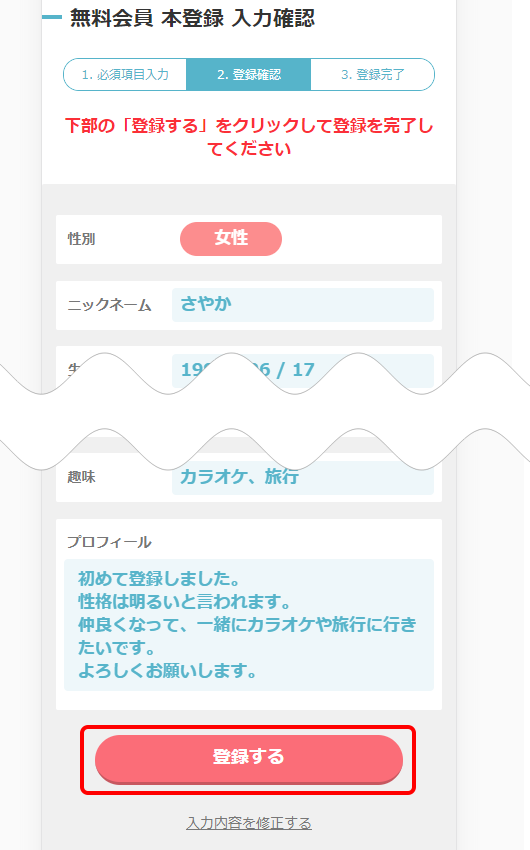 無料会員 本登録 入力確認
1. 必須項目入力 2. 登録確認 3. 登録完了
下部の「登録する」をクリックして登録を完了し
てください
性別 女性
ニックネーム さやか
/ 17
趣味 カラオケ、旅行
プロフィール
初めて登録しました。
性格は明るいと言われます。
仲良くなって、一緒にカラオケや旅行に行き
たいです。
よろしくお願いします。
登録する
入力内容を修正する